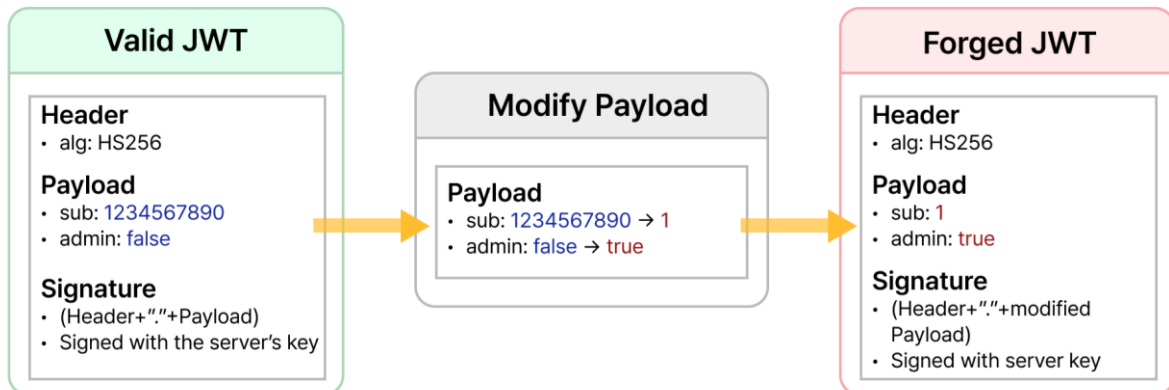 Valid JWT
Header
• alg: HS256
Payload
• sub: 1234567890
• admin: false
Signature
• (Header+”.”+Payload)
• Signed with the server’s key
Modify Payload
Payload
• sub: 1234567890 → 1
• admin: false → true
Forged JWT
Header
• alg: HS256
Payload
• sub: 1
• admin: true
Signature
• (Header+”.”+modified
Payload)
• Signed with server key